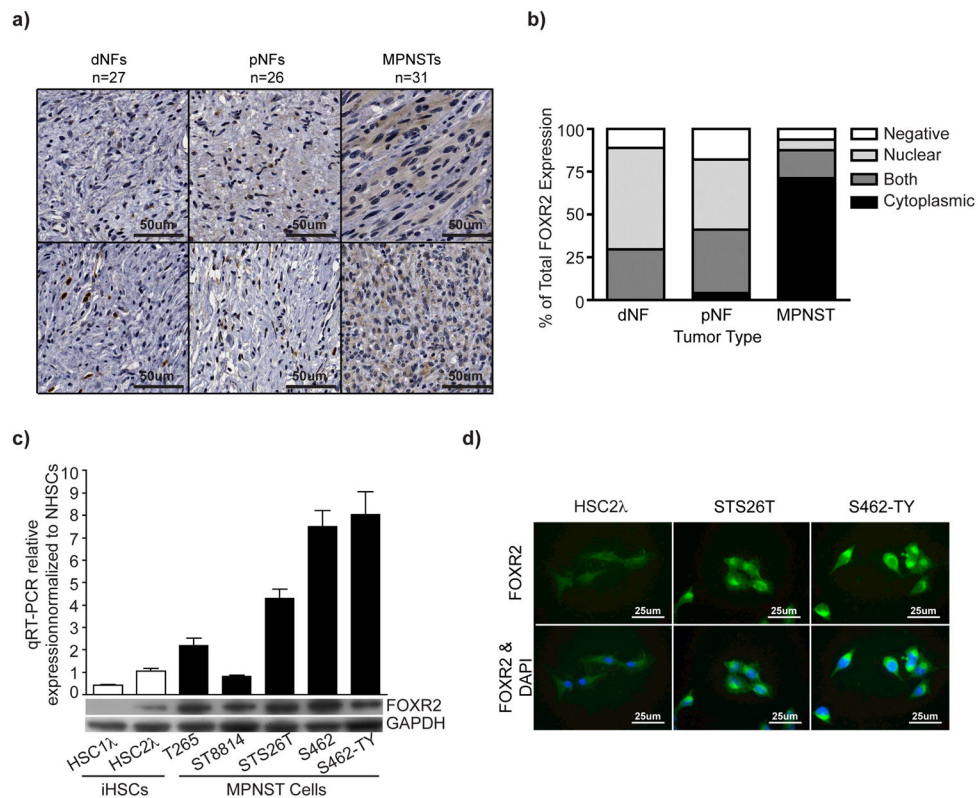 a)
dNFs
n=27
pNFs
n=26
MPNSTs
n=31
50um
50um
50um
50um
50um
50um
b)
% of Total FOXR2 Expression
100
75
50
25
0
dNF
pNF
MPNST
Tumor Type
Negative
Nuclear
Both
Cytoplasmic
c)
qRT-PCR relative
expressionnormalized to NHSCs
10
9
8
7
6
5
4
3
2
1
0
FOXR2
GAPDH
HSC1λ
HSC2λ
T265
ST8814
STS26T
S462
S462-TY
iHSCs
MPNST Cells
d)
HSC2λ
STS26T
S462-TY
FOXR2
25um
25um
25um
FOXR2 &
DAPI
25um
25um
25um